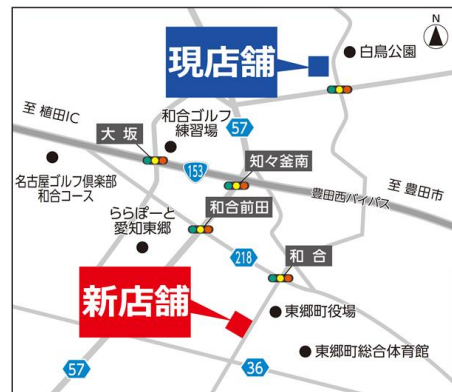 N
現店舗
白鳥公園
至 植田IC
和合ゴルフ
練習場
57
大 坂
知々釜南
153
名古屋ゴルフ倶楽部
和合コース
豊田西バイパス
至 豊田市
ららぽーと
愛知東郷
和合前田
218
和 合
新店舗
東郷町役場
東郷町総合体育館
57
36